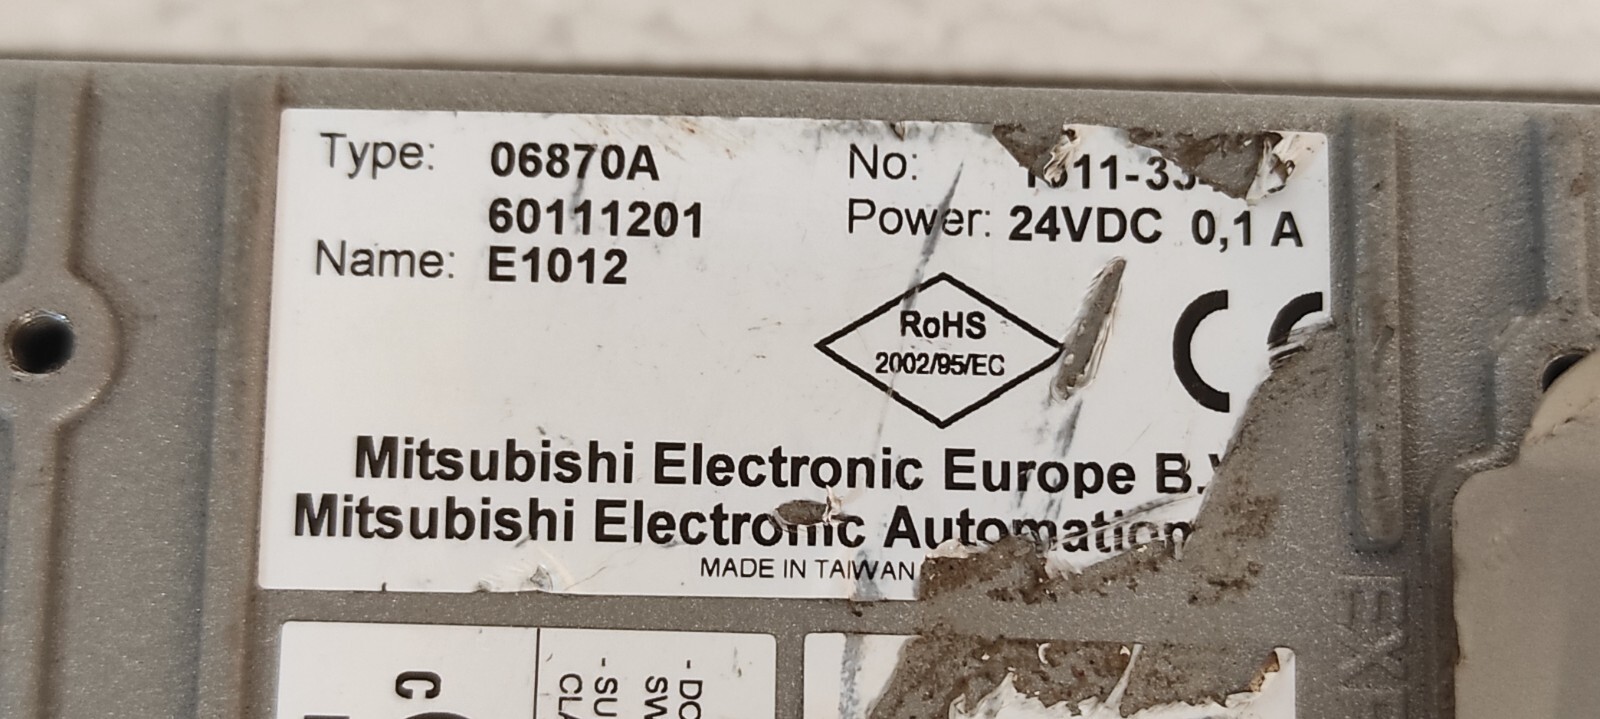 Type: 06870A
60111201
Name: E1012
No:
Power: 24VDC 0,1 A
RoHS
2002/95/EC
CE
Mitsubishi Electronic Europe
Mitsubishi Electronic Automation
MADE IN TAIWAN
C